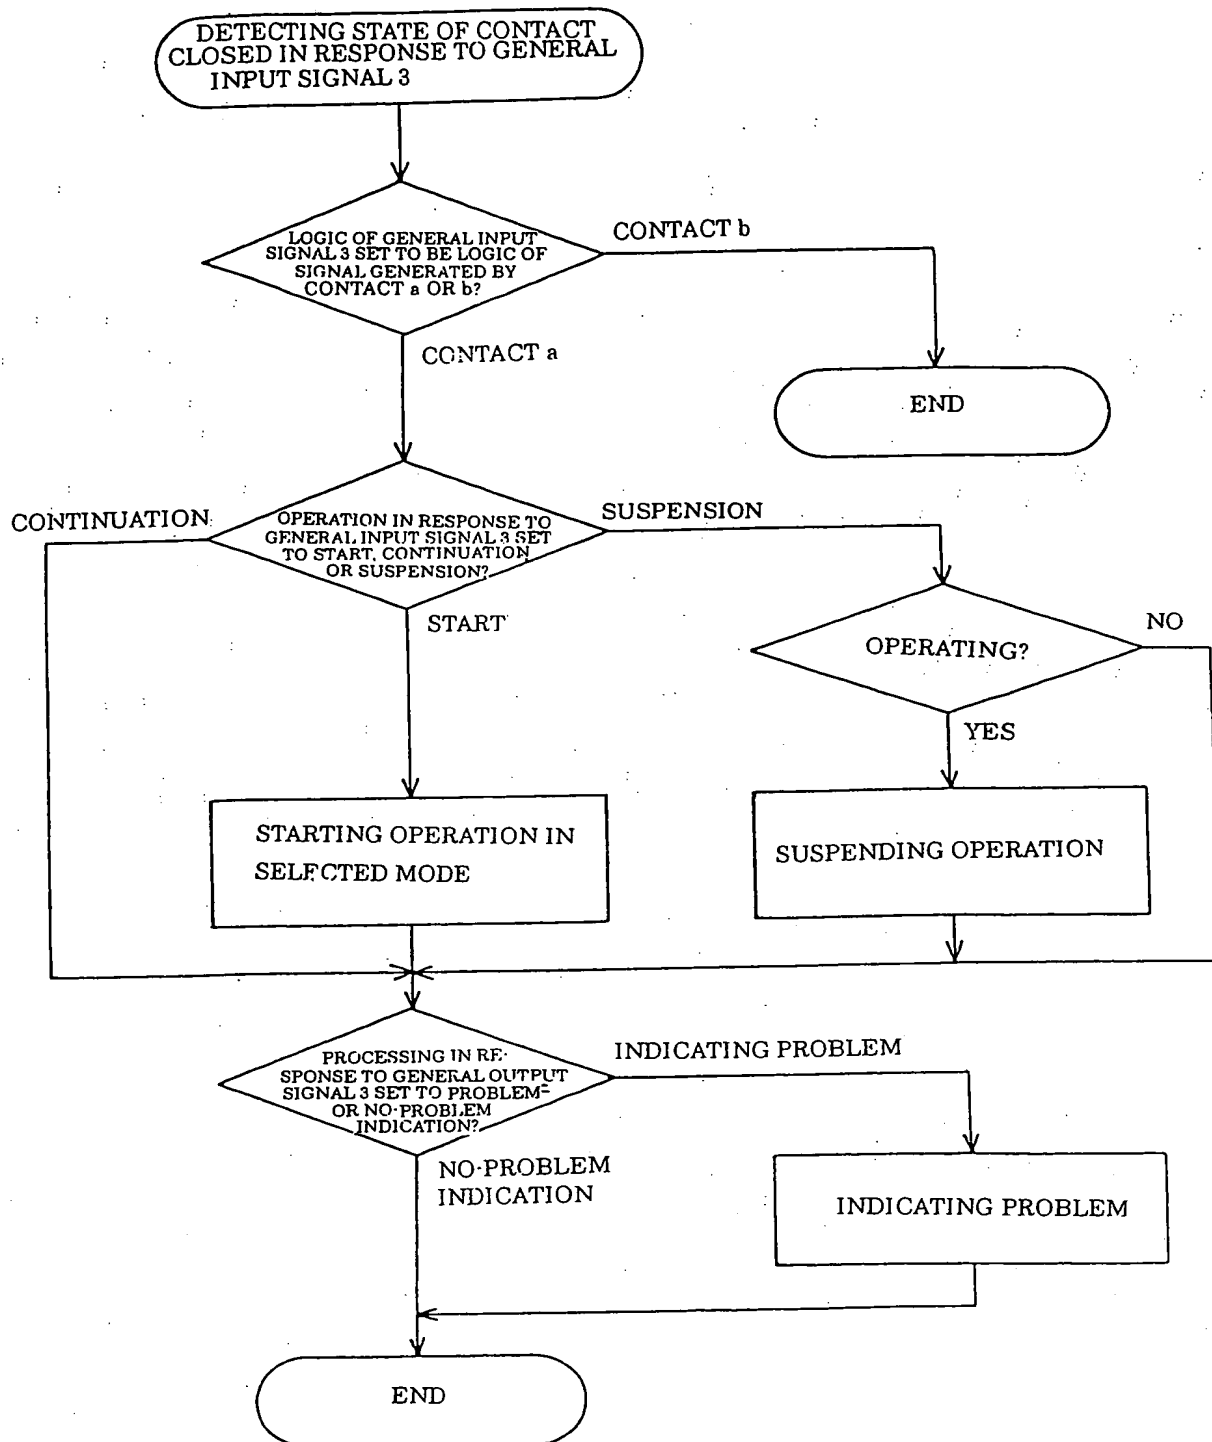 DETECTING STATE OF CONTACT
CLOSED IN RESPONSE TO GENERAL
INPUT SIGNAL 3
LOGIC OF GENERAL INPUT
SIGNAL 3 SET TO BE LOGIC OF
SIGNAL GENERATED BY
CONTACT a OR b?
CONTACT b
CONTACT a
END
CONTINUATION
OPERATION IN RESPONSE TO
GENERAL INPUT SIGNAL 3 SET
TO START, CONTINUATION
OR SUSPENSION?
SUSPENSION
START
OPERATING?
NO
YES
STARTING OPERATION IN
SELECTED MODE
SUSPENDING OPERATION
PROCESSING IN RE-
SPONSE TO GENERAL OUTPUT
SIGNAL 3 SET TO PROBLEM-
OR NO-PROBLEM
INDICATION?
INDICATING PROBLEM
NO-PROBLEM
INDICATION
INDICATING PROBLEM
END